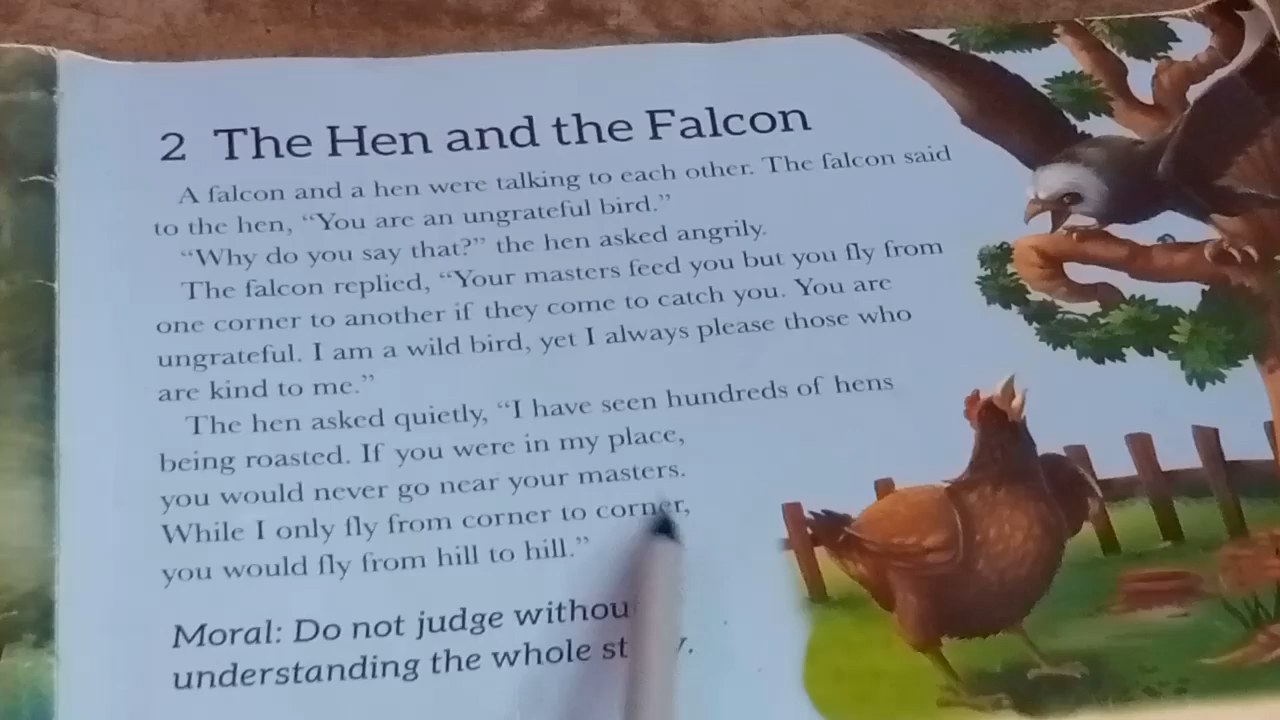 2 The Hen and the Falcon
A falcon and a hen were talking to each other. The falcon said
to the hen, “You are an ungrateful bird.”
“Why do you say that?” the hen asked angrily.
The falcon replied, “Your masters feed you but you fly from
one corner to another if they come to catch you. You are
ungrateful. I am a wild bird, yet I always please those who
are kind to me.”
The hen asked quietly, “I have seen hundreds of hens
being roasted. If you were in my place,
you would never go near your masters.
While I only fly from corner to corner,
you would fly from hill to hill.”
Moral: Do not judge withou
understanding the whole st